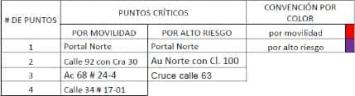 # DE PUNTOS PUNTOS CRÍTICOS CONVENCIÓN POR COLOR
POR MOVILIDAD POR ALTO RIESGO por movilidad
1 Portal Norte Portal Norte por alto riesgo
2 Calle 92 con Cra 30 Au Norte con Cl. 100
3 Ac 68 # 24-4 Cruce calle 63
4 Calle 34 # 17-01